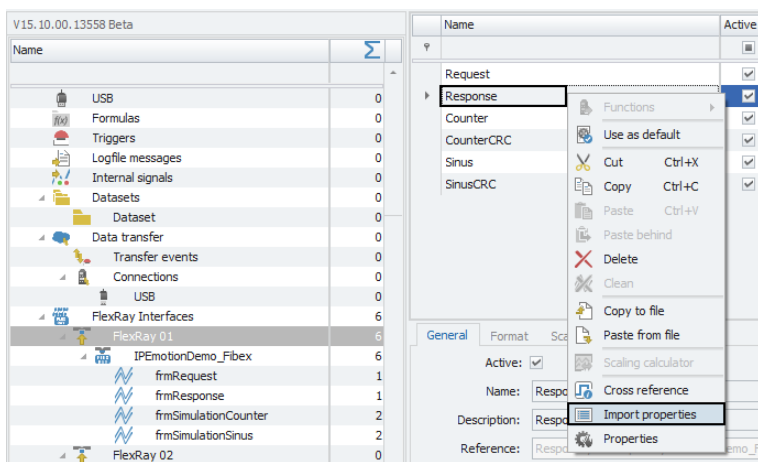 V15.10.00.13558 Beta
Name
USB 0
f(x) Formulas 0
Triggers 0
Logfile messages 0
Internal signals 0
Datasets 0
Dataset 0
Data transfer 0
Transfer events 0
Connections 0
USB 0
FlexRay Interfaces 6
FlexRay 01 6
IPEmotionDemo_Fibex 6
frmRequest 1
frmResponse 1
frmSimulationCounter 2
frmSimulationSinus 2
FlexRay 02 0
Name Active
Request
Response
Counter
CounterCRC
Sinus
SinusCRC
Functions
Use as default
Cut Ctrl+X
Copy Ctrl+C
Paste Ctrl+V
Paste behind
Delete
Clean
Copy to file
Paste from file
Scaling calculator
Cross reference
Import properties
Properties
General Format Sca
Active:
Name: Respo
Description: Respo
Reference: Respo